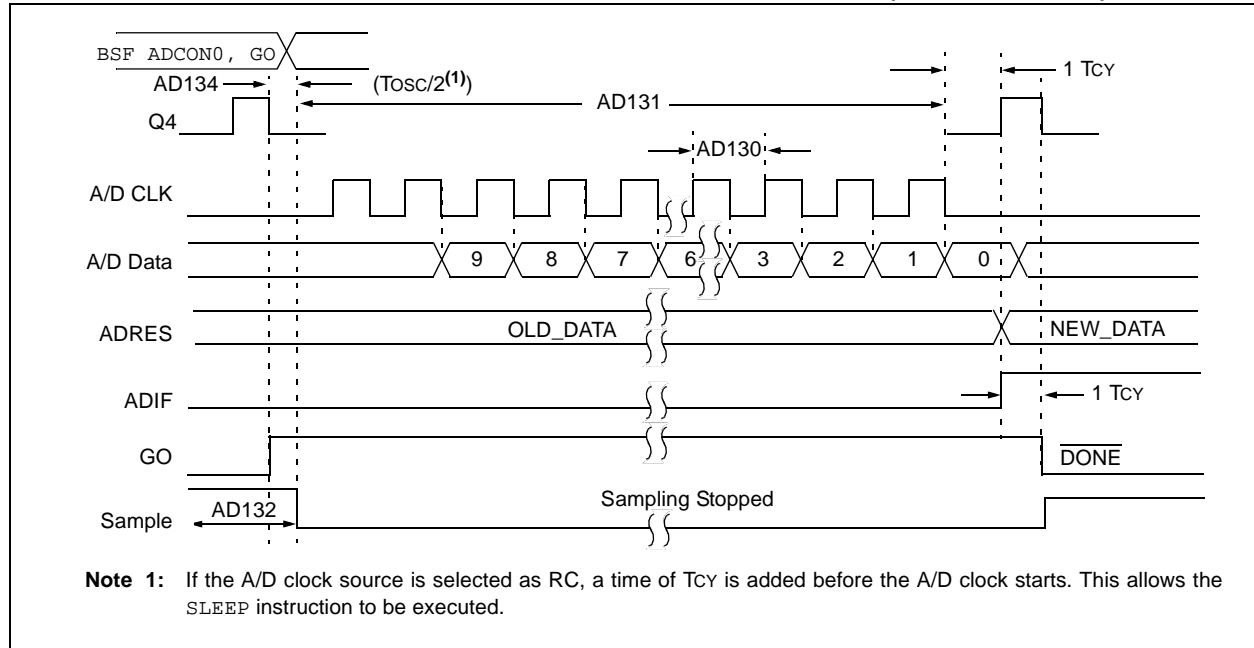 BSF ADCON0, GO
AD134 (TOSC/2(1)) 1 TCY
AD131
Q4
AD130
A/D CLK
A/D Data 9 8 7 6 3 2 1 0
ADRES OLD_DATA NEW_DATA
ADIF 1 TCY
GO DONE
Sampling Stopped
Sample AD132
Note 1: If the A/D clock source is selected as RC, a time of TCY is added before the A/D clock starts. This allows the
SLEEP instruction to be executed.